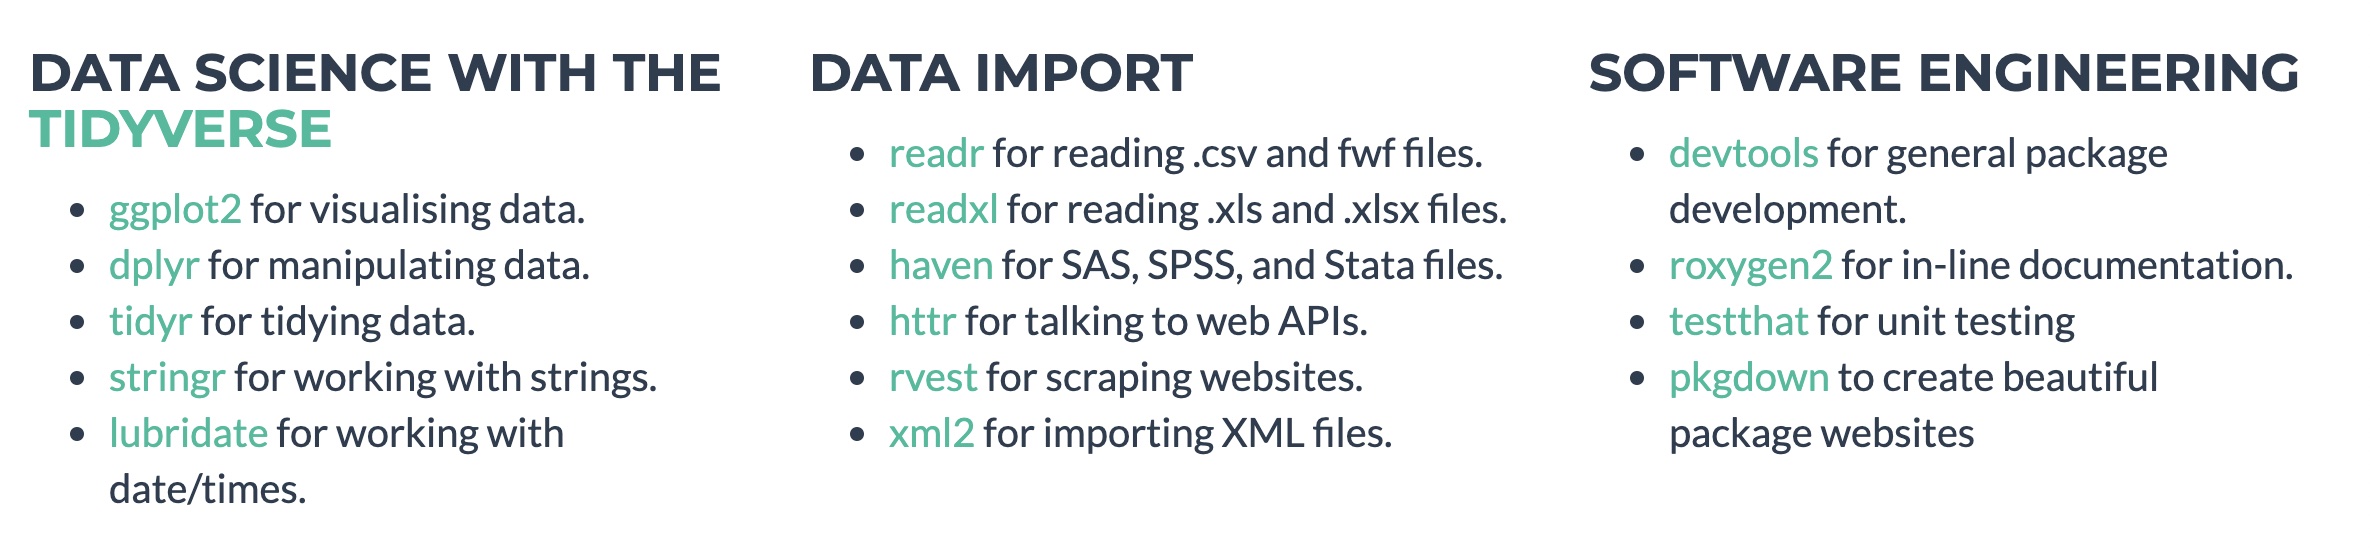 DATA SCIENCE WITH THE
TIDYVERSE
• ggplot2 for visualising data.
• dplyr for manipulating data.
• tidyr for tidying data.
• stringr for working with strings.
• lubridate for working with
date/times.
DATA IMPORT
• readr for reading .csv and fwf files.
• readxl for reading .xls and .xlsx files.
• haven for SAS, SPSS, and Stata files.
• httr for talking to web APIs.
• rvest for scraping websites.
• xml2 for importing XML files.
SOFTWARE ENGINEERING
• devtools for general package
development.
• roxygen2 for in-line documentation.
• testthat for unit testing
• pkgdown to create beautiful
package websites